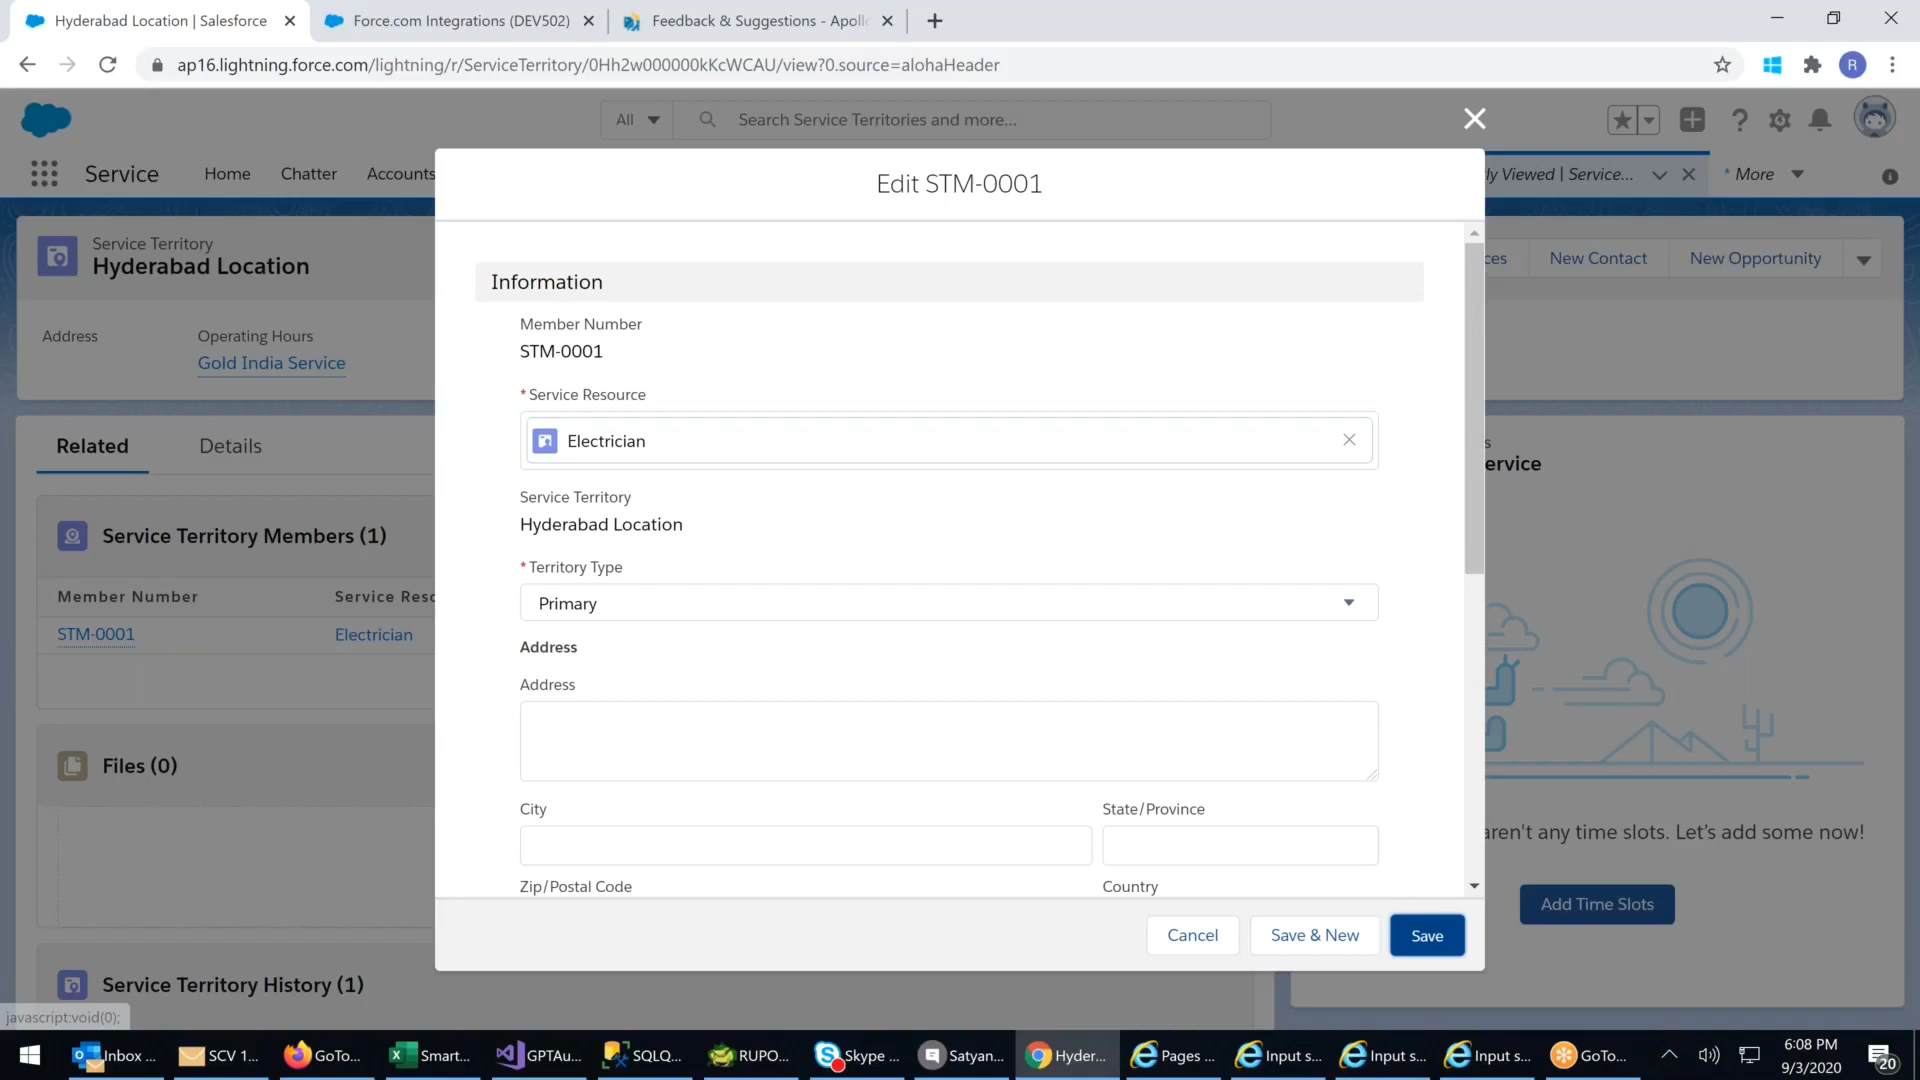 Hyderabad Location | Salesforce
Force.com Integrations (DEV502)
Feedback & Suggestions - Apoll
ap16.lightning.force.com/lightning/r/ServiceTerritory/0Hh2w000000kKcWCAU/view?0.source=alohaHeader
R
All
Search Service Territories and more...
Service
Home
Chatter
Accounts
ly Viewed | Service...
* More
Service Territory
Hyderabad Location
ces
New Contact
New Opportunity
Address
Operating Hours
Gold India Service
Related
Details
Service Territory Members (1)
Member Number
Service Reso
STM-0001
Electrician
Files (0)
Service Territory History (1)
javascript:void(0);
Edit STM-0001
Information
Member Number
STM-0001
* Service Resource
Electrician
Service Territory
Hyderabad Location
* Territory Type
Primary
Address
Address
City
State/Province
Zip/Postal Code
Country
Cancel
Save & New
Save
s
ervice
aren't any time slots. Let's add some now!
Add Time Slots
Inbox ...
SCV 1...
GoTo...
Smart...
GPTAu...
SQLQ...
RUPO...
Skype ...
Satyan...
Hyder...
Pages ...
Input s...
Input s...
Input s...
GoTo...
6:08 PM
9/3/2020
20